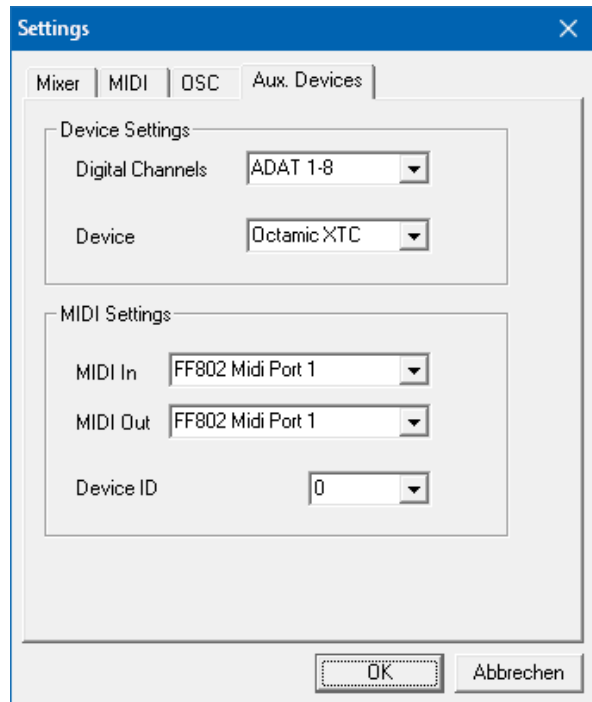 Settings
Mixer MIDI OSC Aux. Devices
Device Settings
Digital Channels ADAT 1-8
Device Octamic XTC
MIDI Settings
MIDI In FF802 Midi Port 1
MIDI Out FF802 Midi Port 1
Device ID 0
OK Abbrechen